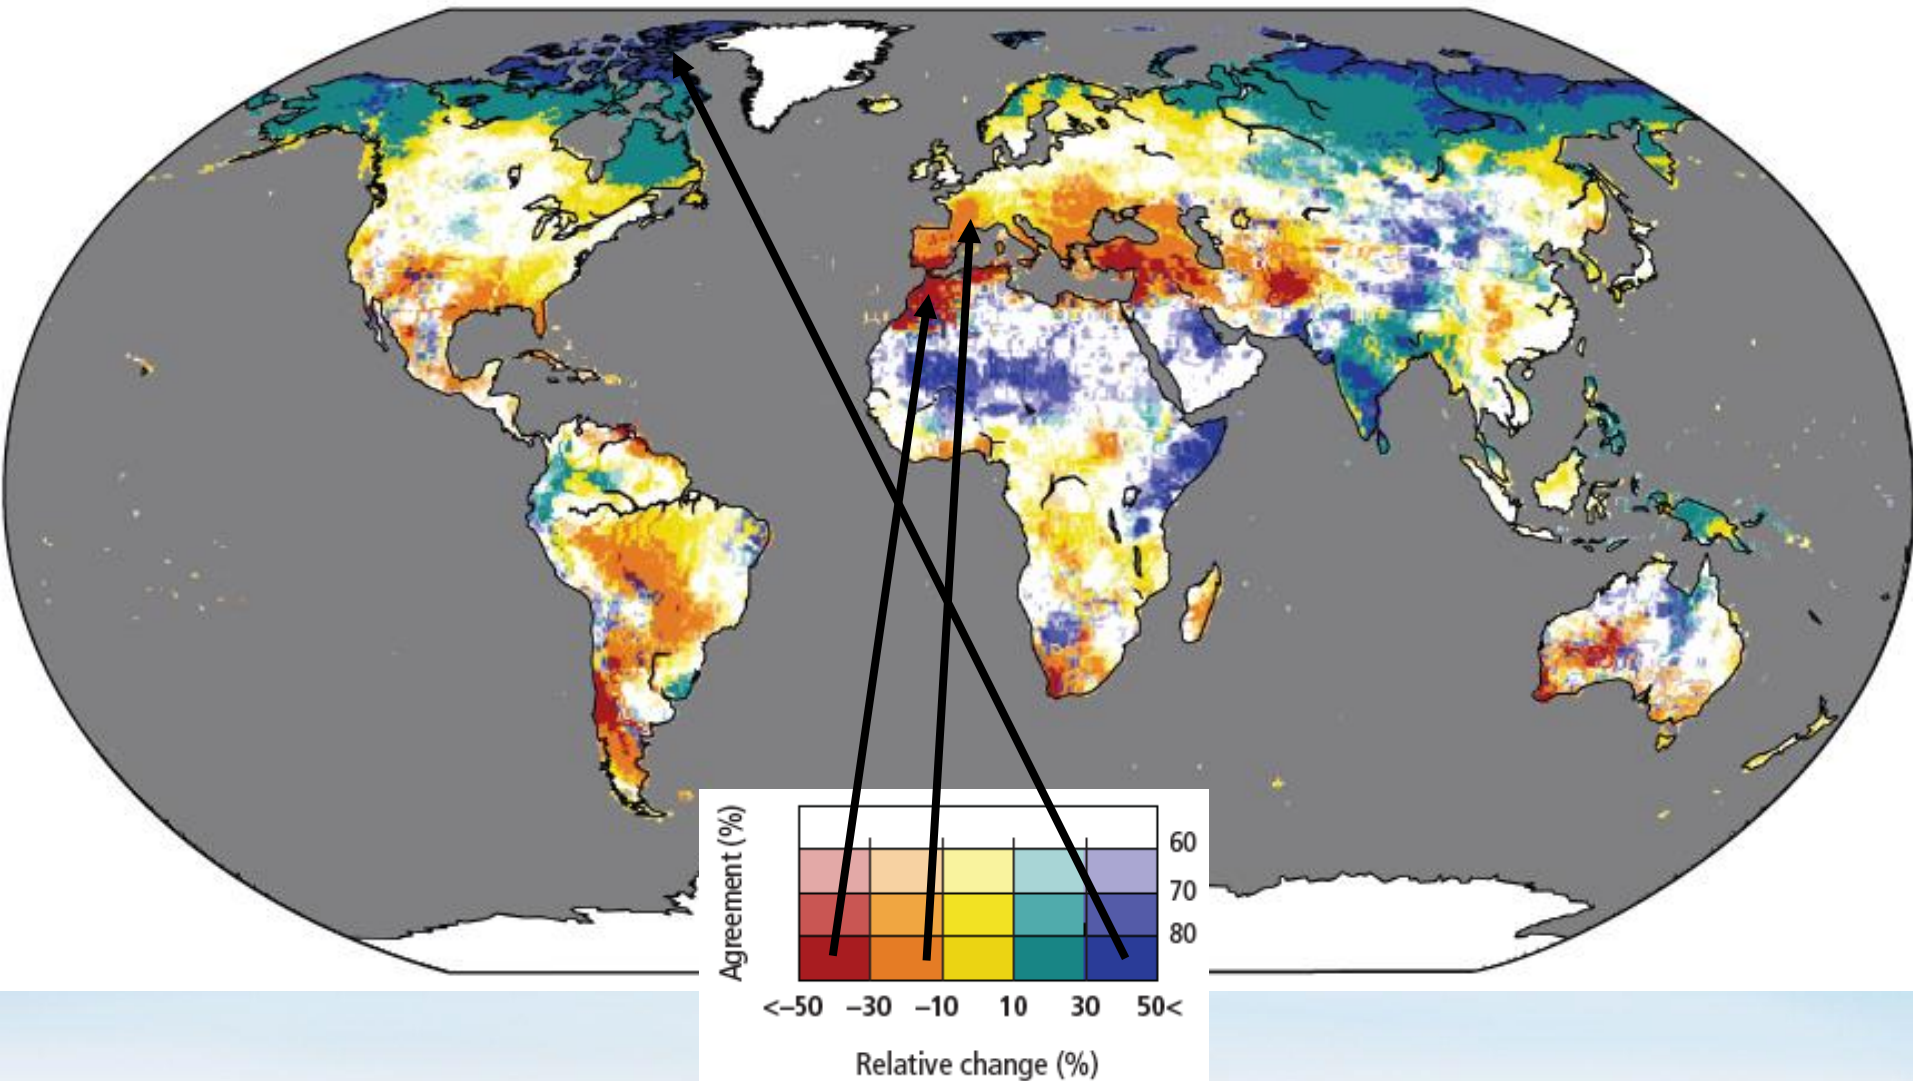 Agreement (%)
60
70
80
<–50 –30 –10 10 30 50<
Relative change (%)